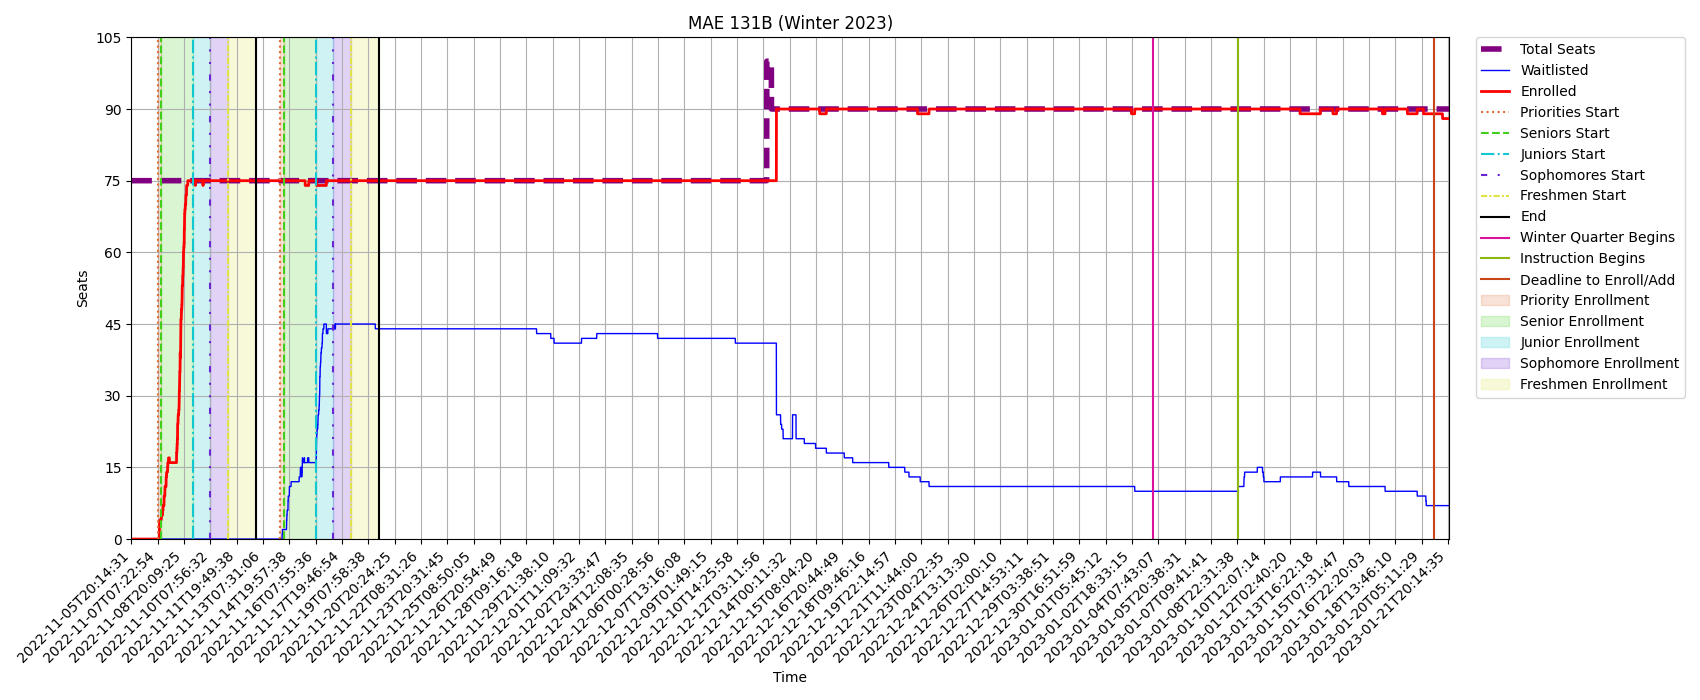 MAE 131B (Winter 2023)
105
90
75
60
45
30
15
0
Seats
2022-11-05T20:14:31
2022-11-07T07:22:54
2022-11-08T20:09:25
2022-11-10T07:56:32
2022-11-11T19:49:38
2022-11-13T07:31:06
2022-11-14T19:57:38
2022-11-16T07:55:36
2022-11-17T19:46:54
2022-11-19T07:58:38
2022-11-20T20:24:25
2022-11-22T08:31:26
2022-11-23T20:31:45
2022-11-25T08:50:05
2022-11-26T20:54:49
2022-11-28T09:16:18
2022-11-29T21:38:10
2022-12-01T11:09:32
2022-12-02T23:33:47
2022-12-04T12:08:35
2022-12-06T00:28:56
2022-12-07T13:16:08
2022-12-09T01:49:15
2022-12-10T14:25:58
2022-12-12T03:11:56
2022-12-14T00:11:32
2022-12-15T08:04:20
2022-12-16T20:44:49
2022-12-18T09:46:16
2022-12-19T22:14:57
2022-12-21T11:44:00
2022-12-23T00:22:35
2022-12-24T13:13:30
2022-12-26T02:00:10
2022-12-27T14:53:11
2022-12-29T03:38:51
2022-12-30T16:51:59
2023-01-01T05:45:12
2023-01-02T18:33:15
2023-01-04T07:43:07
2023-01-05T20:38:31
2023-01-07T09:41:41
2023-01-08T22:31:38
2023-01-10T12:07:14
2023-01-12T02:40:20
2023-01-13T16:22:18
2023-01-15T07:31:47
2023-01-16T22:20:03
2023-01-18T13:46:10
2023-01-20T05:11:29
2023-01-21T20:14:35
Time
Total Seats
Waitlisted
Enrolled
Priorities Start
Seniors Start
Juniors Start
Sophomores Start
Freshmen Start
End
Winter Quarter Begins
Instruction Begins
Deadline to Enroll/Add
Priority Enrollment
Senior Enrollment
Junior Enrollment
Sophomore Enrollment
Freshmen Enrollment